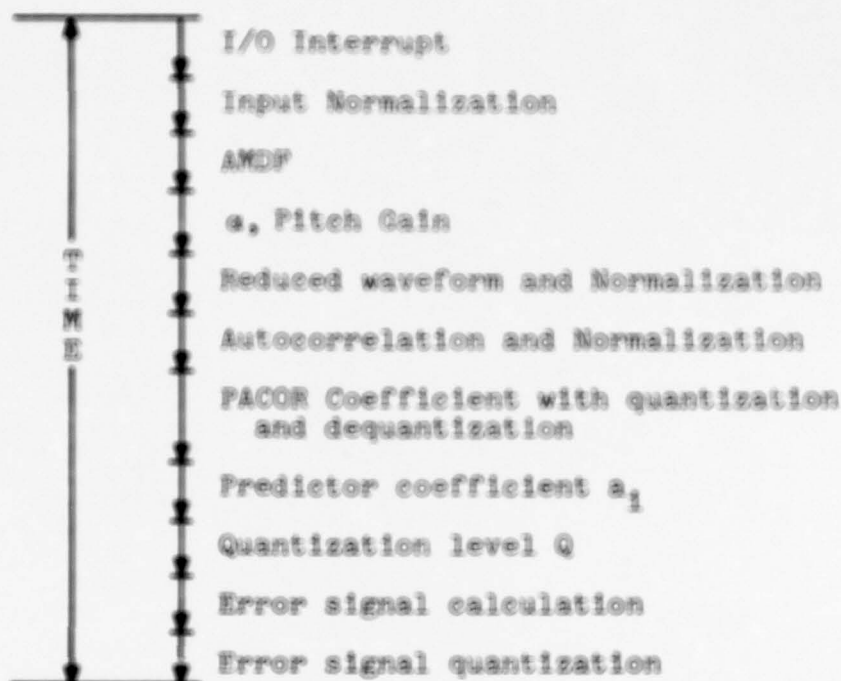 I/O Interrupt
Input Normalization
AMDF
α, Pitch Gain
Reduced waveform and Normalization
Autocorrelation and Normalization
PACOR Coefficient with quantization
and dequantization
Predictor coefficient a_i
Quantization level Q
Error signal calculation
Error signal quantization
TIME